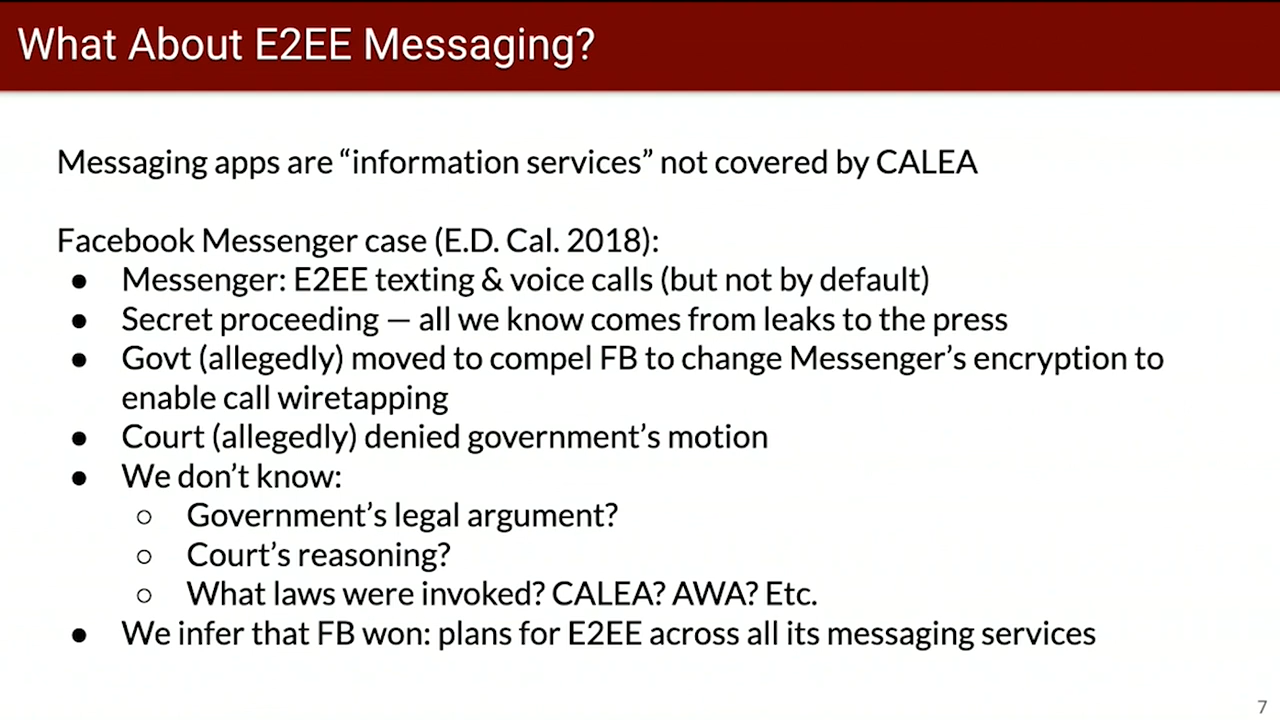 What About E2EE Messaging?
Messaging apps are “information services” not covered by CALEA
Facebook Messenger case (E.D. Cal. 2018):
● Messenger: E2EE texting & voice calls (but not by default)
● Secret proceeding — all we know comes from leaks to the press
● Govt (allegedly) moved to compel FB to change Messenger’s encryption to
enable call wiretapping
● Court (allegedly) denied government’s motion
● We don’t know:
○ Government’s legal argument?
○ Court’s reasoning?
○ What laws were invoked? CALEA? AWA? Etc.
● We infer that FB won: plans for E2EE across all its messaging services
7